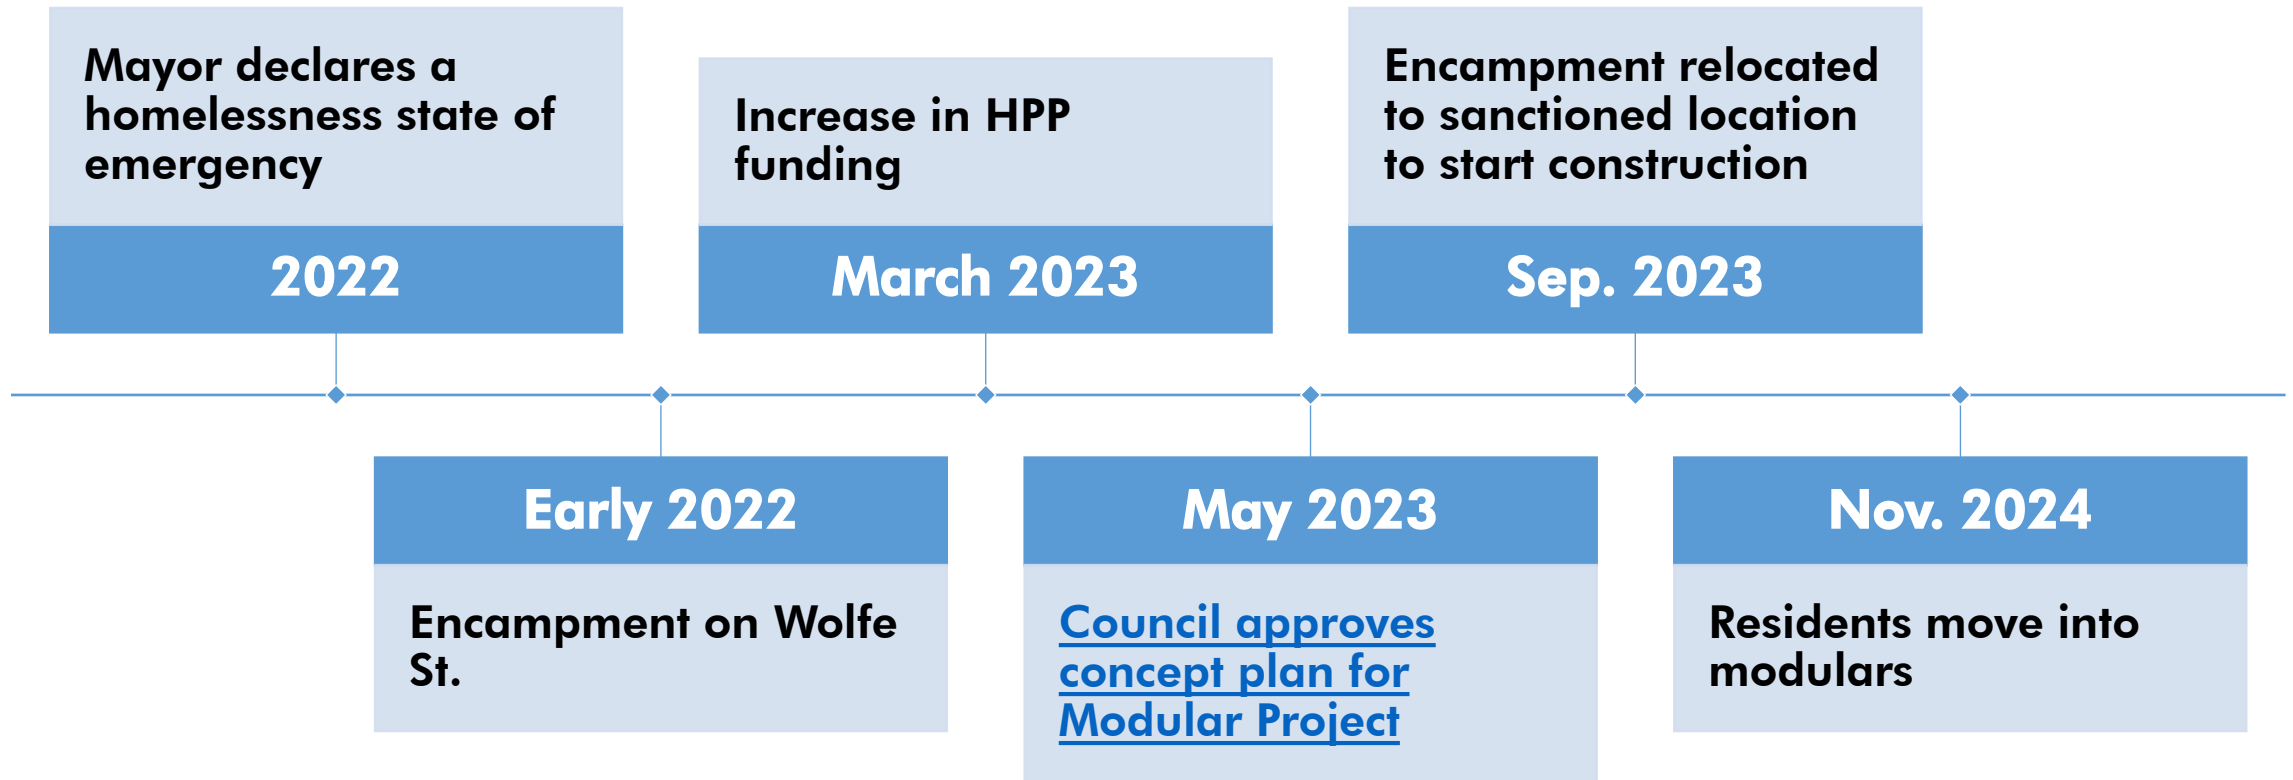 Mayor declares a
homelessness state of
emergency
2022
Early 2022
Encampment on Wolfe
St.
Increase in HPP
funding
March 2023
May 2023
Council approves
concept plan for
Modular Project
Encampment relocated
to sanctioned location
to start construction
Sep. 2023
Nov. 2024
Residents move into
modulars